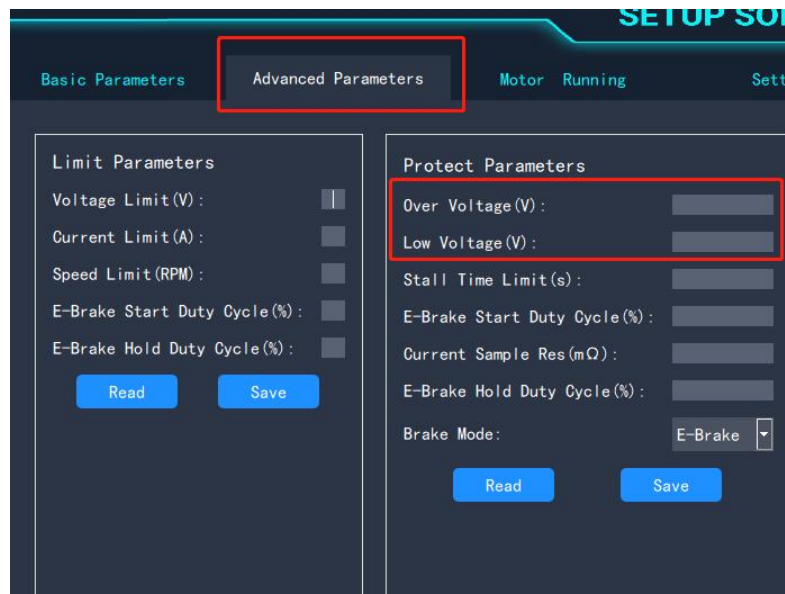 SETUP
Basic Parameters
Advanced Parameters
Motor Running
Limit Parameters
Voltage Limit(V):
Current Limit(A):
Speed Limit(RPM):
E-Brake Start Duty Cycle(%):
E-Brake Hold Duty Cycle(%):
Read
Save
Protect Parameters
Over Voltage(V):
Low Voltage(V):
Stall Time Limit(s):
E-Brake Start Duty Cycle(%):
Current Sample Res(mΩ):
E-Brake Hold Duty Cycle(%):
Brake Mode:
E-Brake
Read
Save